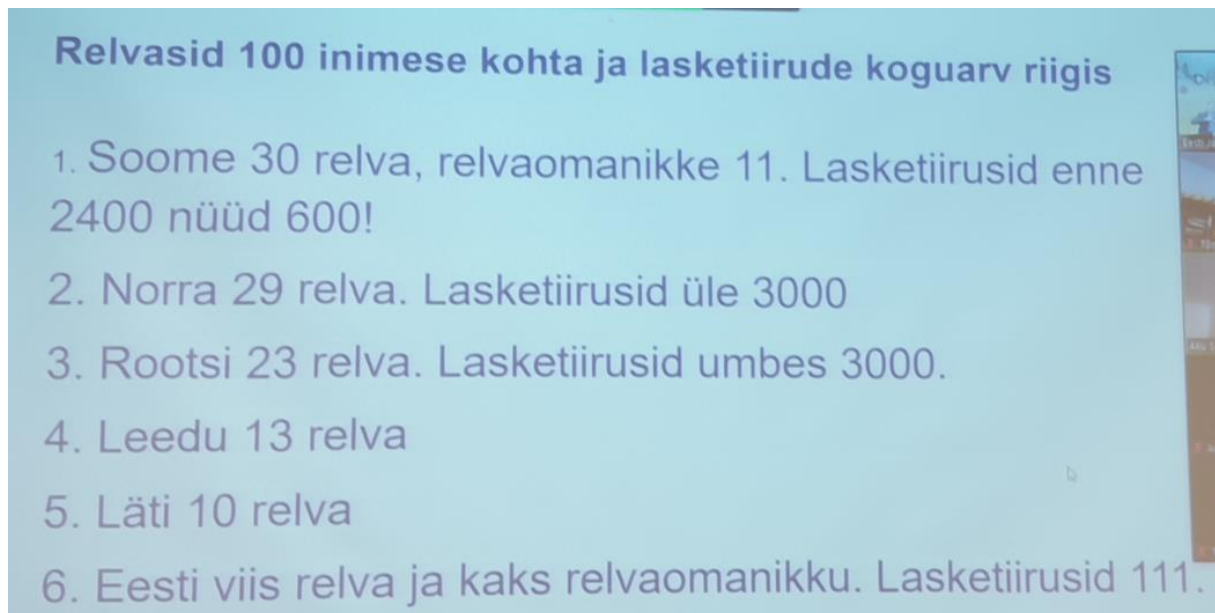 Relvasid 100 inimese kohta ja lasketiirude koguarv riigis
1. Soome 30 relva, relvaomanikke 11. Lasketiirusid enne
2400 nüüd 600!
2. Norra 29 relva. Lasketiirusid üle 3000
3. Rootsi 23 relva. Lasketiirusid umbes 3000.
4. Leedu 13 relva
5. Läti 10 relva
6. Eesti viis relva ja kaks relvaomanikku. Lasketiirusid 111.